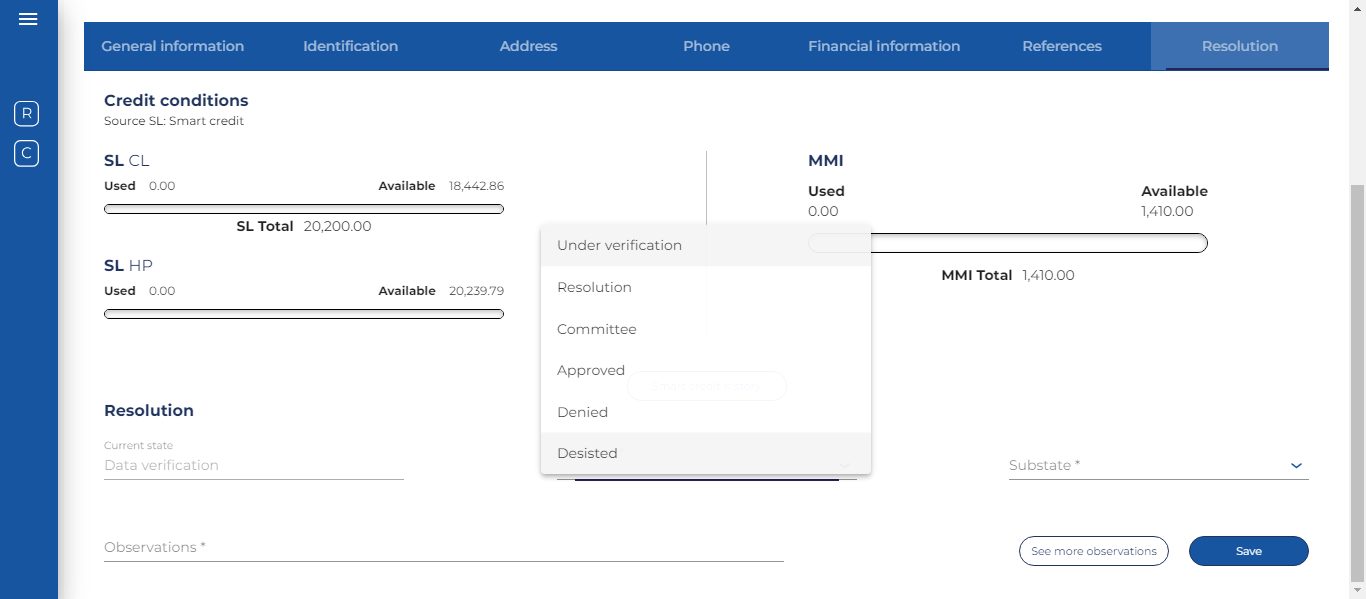 General information Identification Address Phone Financial information References Resolution
R
C
Credit conditions
Source SL: Smart credit
SL CL
Used 0.00 Available 18,442.86
SL Total 20,200.00
SL HP
Used 0.00 Available 20,239.79
MMI
Used Available
0.00 1,410.00
MMI Total 1,410.00
Under verification
Resolution
Committee
Approved
Denied
Desisted
Resolution
Current state
Data verification
Substate *
Observations *
See more observations
Save